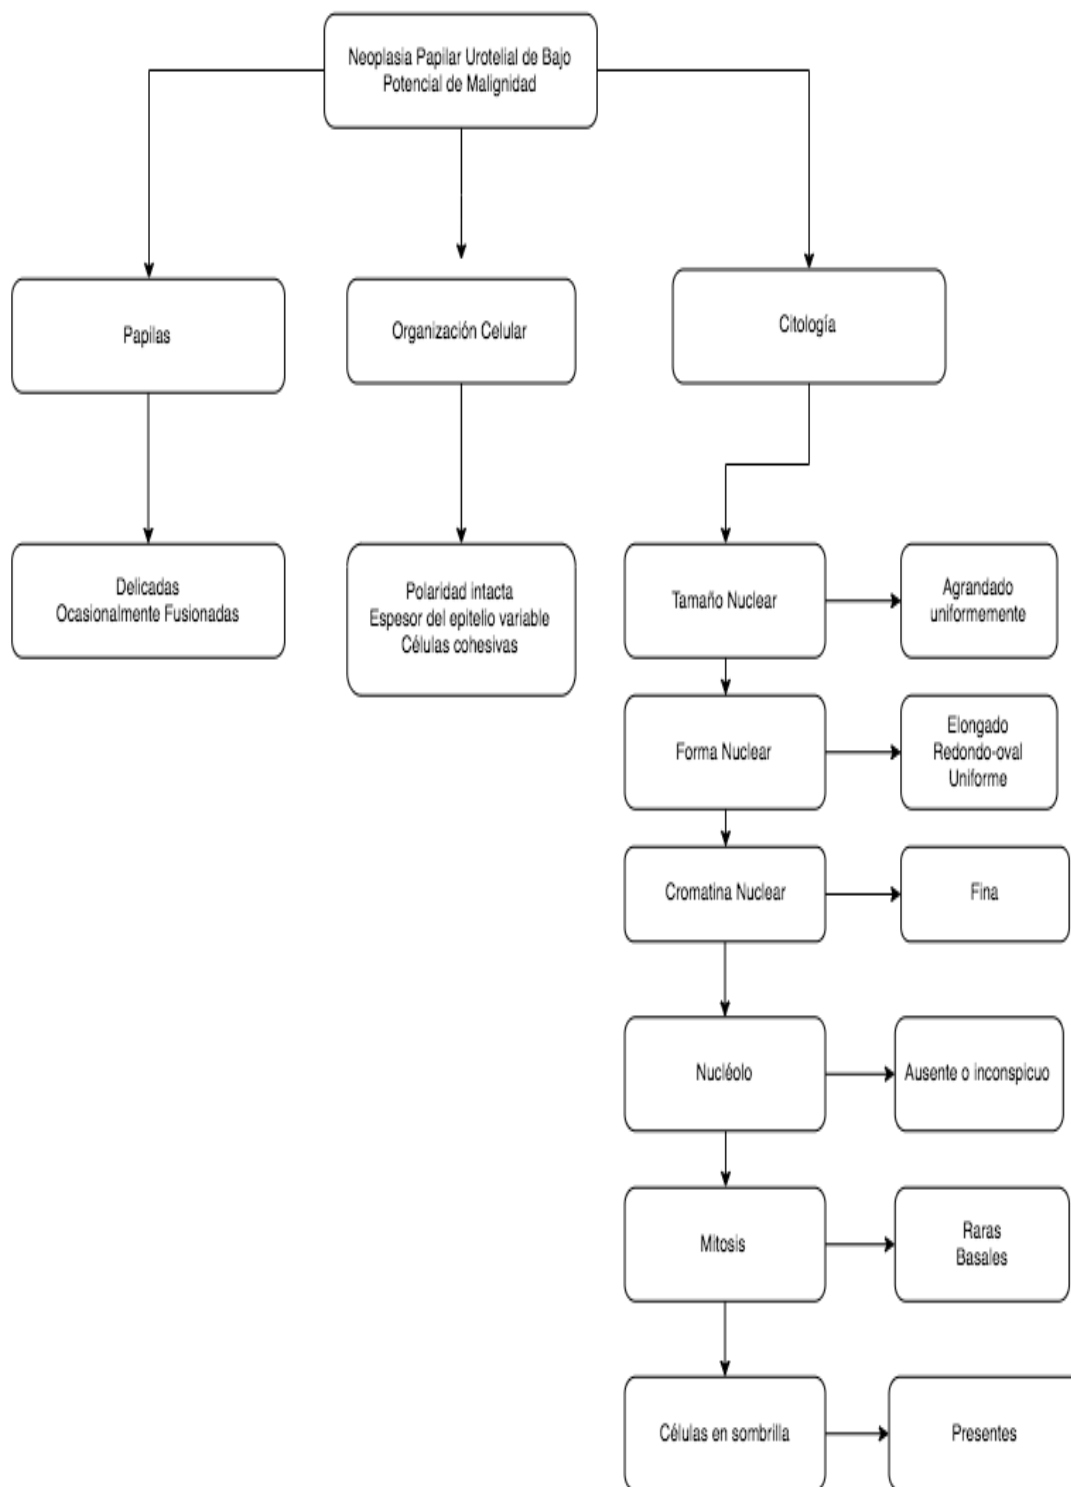 Neoplasia Papilar Urotelial de Bajo
Potencial de Malignidad
Papilas
Organización Celular
Citología
Delicadas
Ocasionalmente Fusionadas
Polaridad intacta
Espesor del epitelio variable
Células cohesivas
Tamaño Nuclear
Agrandado
uniformemente
Forma Nuclear
Elongado
Redondo-oval
Uniforme
Cromatina Nuclear
Fina
Nucléolo
Ausente o inconspicuo
Mitosis
Raras
Basales
Células en sombrilla
Presentes